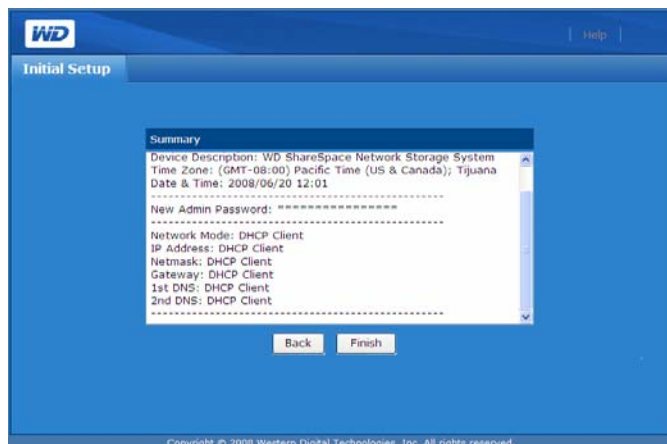 WD
Help
Initial Setup
Summary
Device Description: WD ShareSpace Network Storage System
Time Zone: (GMT-08:00) Pacific Time (US & Canada); Tijuana
Date & Time: 2008/06/20 12:01
------------------------------------------------
New Admin Password: ****************
------------------------------------------------
Network Mode: DHCP Client
IP Address: DHCP Client
Netmask: DHCP Client
Gateway: DHCP Client
1st DNS: DHCP Client
2nd DNS: DHCP Client
------------------------------------------------
Back Finish
Copyright © 2008 Western Digital Technologies, Inc. All rights reserved.